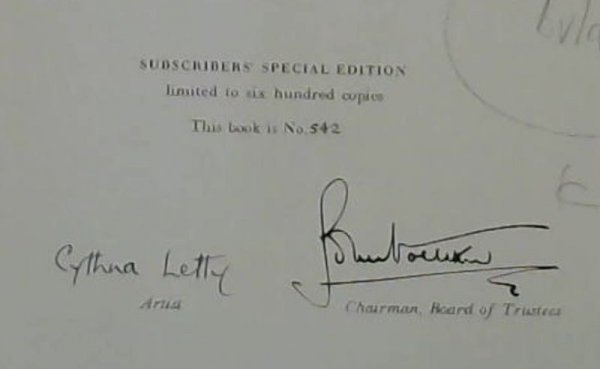 SUBSCRIBERS' SPECIAL EDITION
limited to six hundred copies
This book is No. 542
Cythna Letty
Artist
Chairman, Board of Trustees